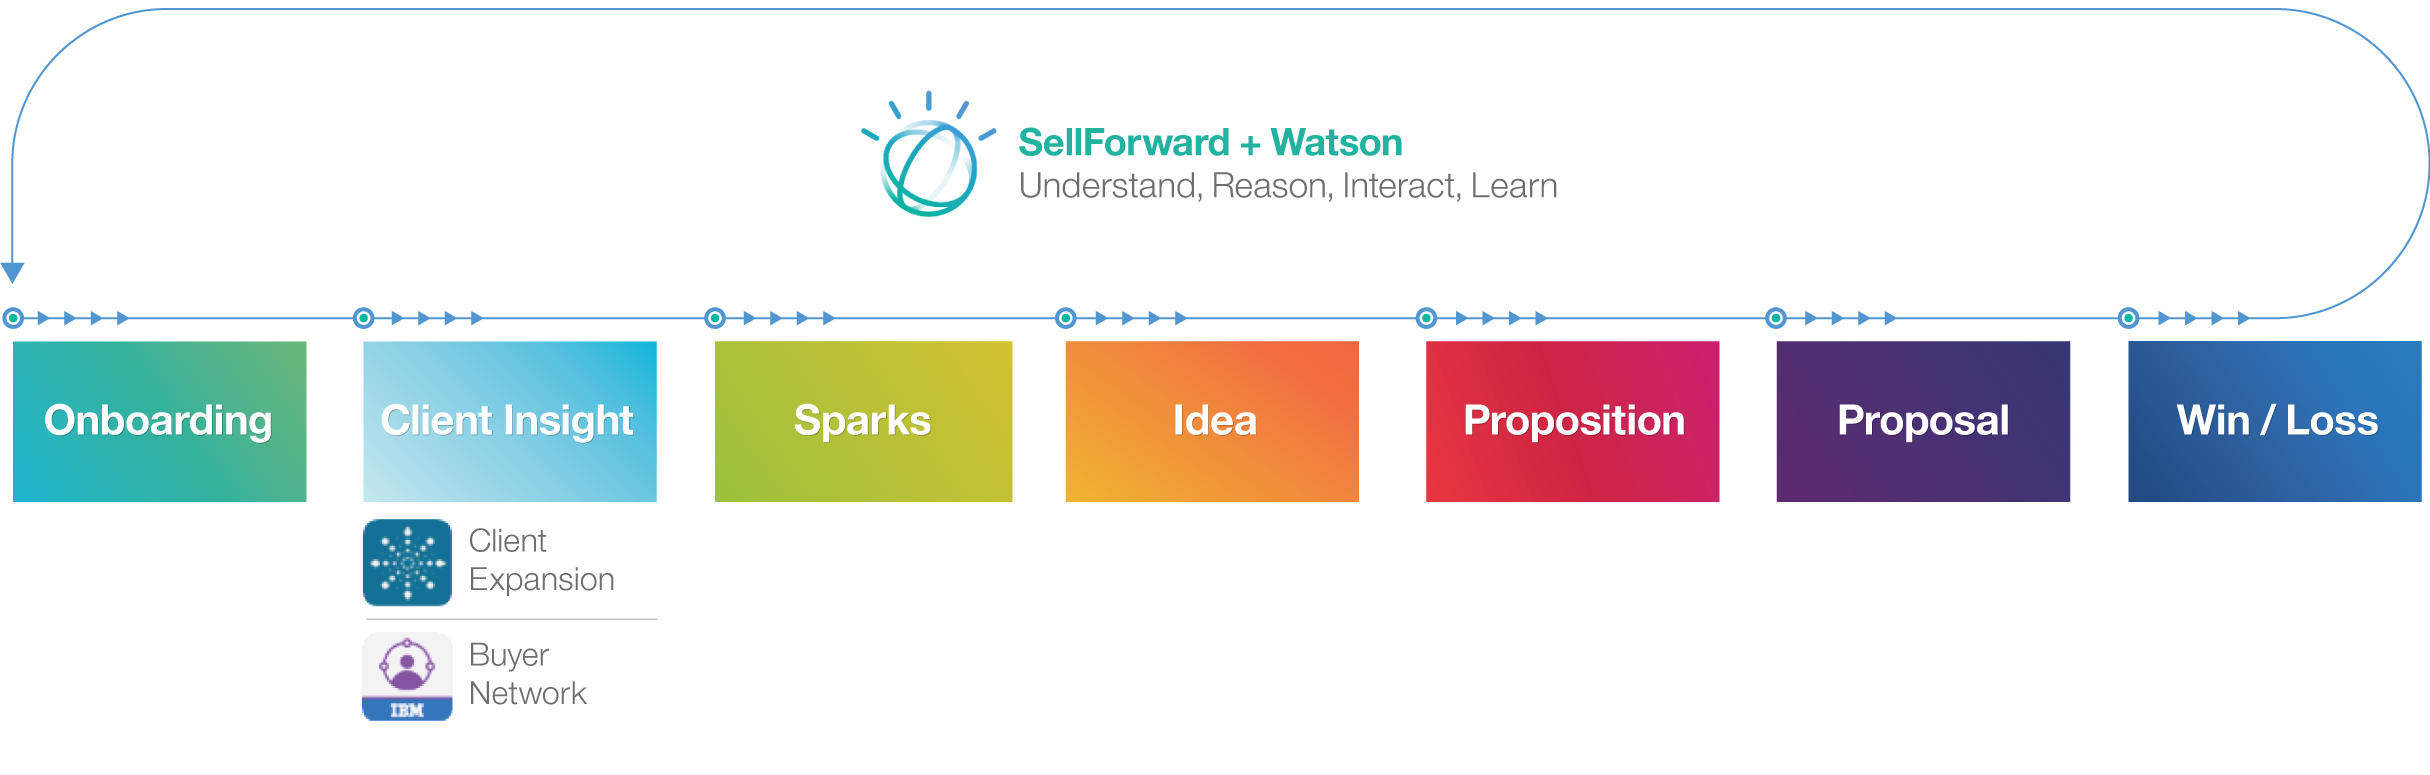 SellForward + Watson
Understand, Reason, Interact, Learn
Onboarding
Client Insight
Sparks
Idea
Proposition
Proposal
Win / Loss
Client
Expansion
Buyer
Network
IBM